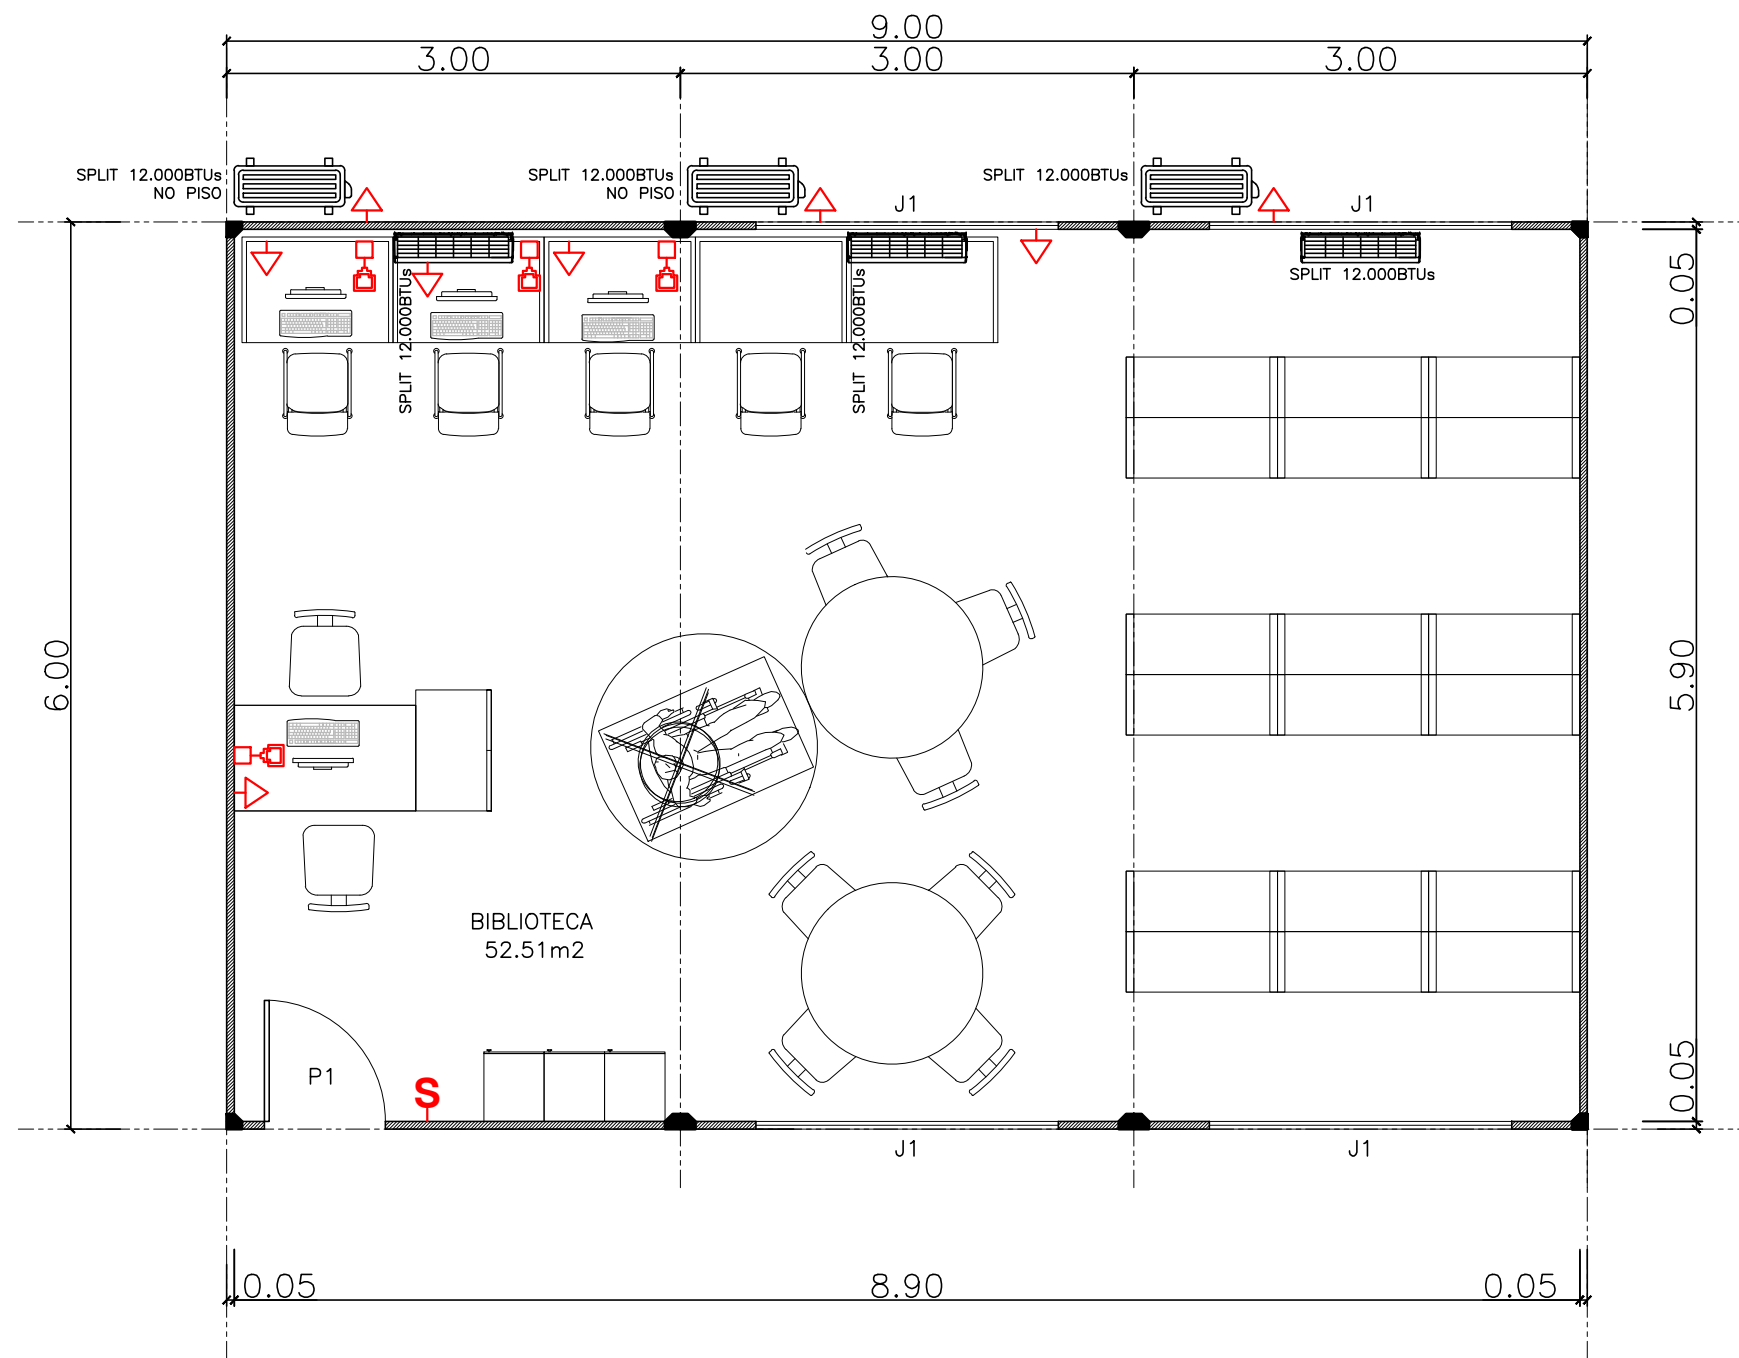 9.00
3.00
3.00
3.00
SPLIT 12.000BTUs
NO PISO
SPLIT 12.000BTUs
NO PISO
SPLIT 12.000BTUs
J1
J1
SPLIT 12.000BTUs
SPLIT 12.000BTUs
SPLIT 12.000BTUs
0.05
6.00
5.90
BIBLIOTECA
52.51m2
P1
S
0.05
J1
J1
0.05
8.90
0.05